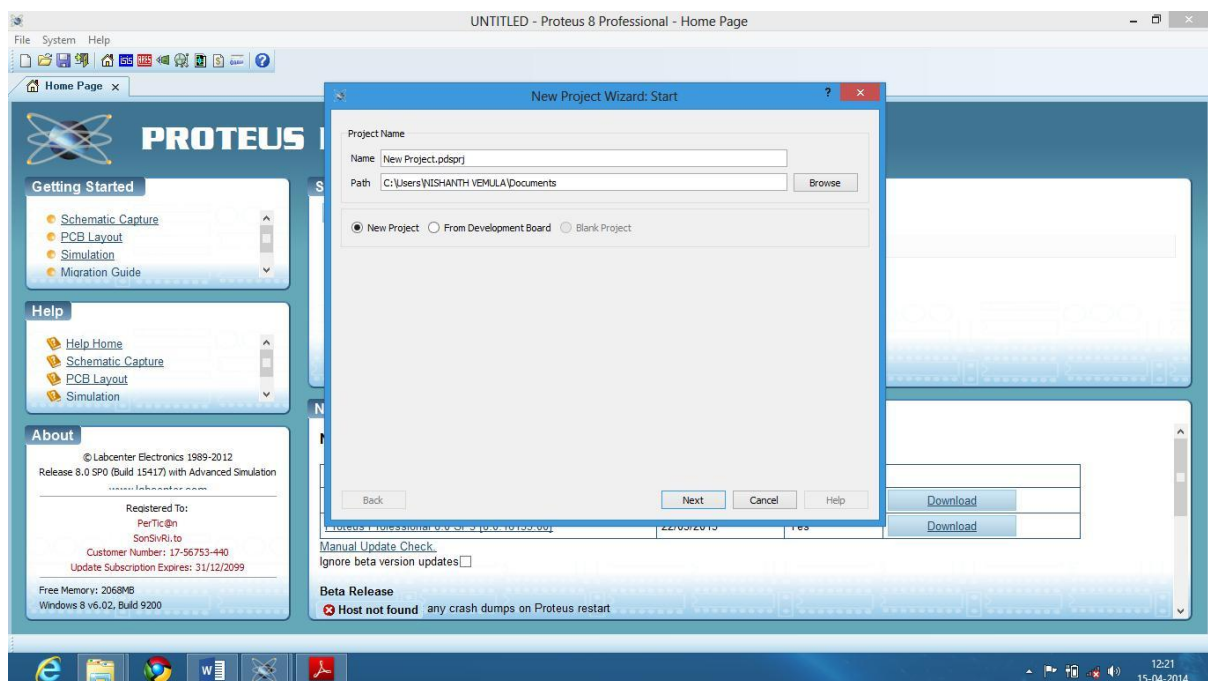 UNTITLED - Proteus 8 Professional - Home Page
File System Help
Home Page x
PROTEUS
Getting Started
Schematic Capture
PCB Layout
Simulation
Migration Guide
Help
Help Home
Schematic Capture
PCB Layout
Simulation
About
© Labcenter Electronics 1989-2012
Release 8.0 SP0 (Build 15417) with Advanced Simulation
Registered To:
PerTic@n
SonSivRi.to
Customer Number: 17-56753-440
Update Subscription Expires: 31/12/2099
Free Memory: 2068MB
Windows 8 v6.02, Build 9200
New Project Wizard: Start
Project Name
Name New Project.pdsprj
Path C:\Users\NISHANTH VEMULA\Documents Browse
New Project From Development Board Blank Project
Back Next Cancel Help
Download
Download
Manual Update Check.
Ignore beta version updates
Beta Release
Host not found any crash dumps on Proteus restart
12:21
15-04-2014